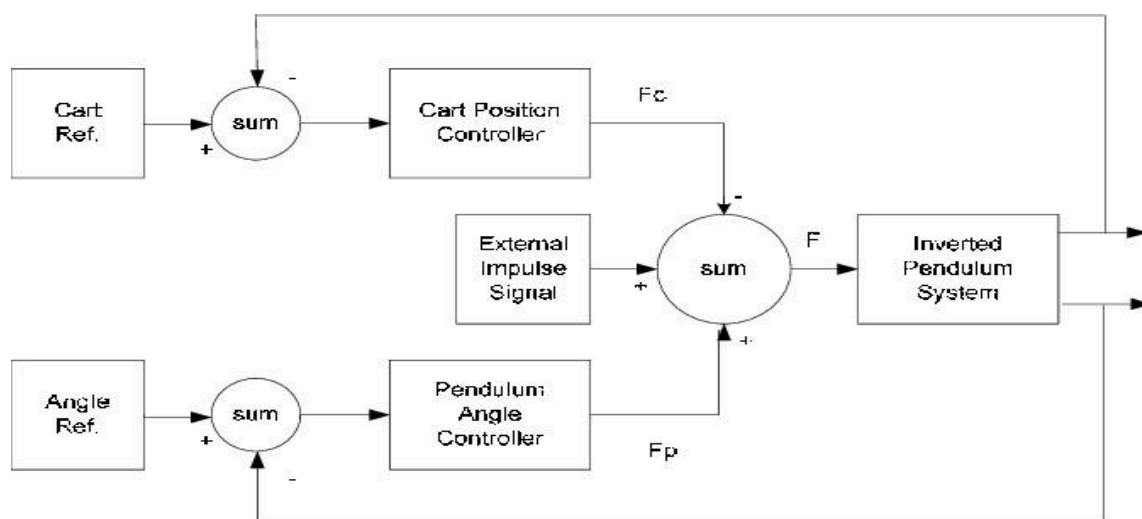 Cart
Ref.
+
-
sum
Cart Position
Controller
Fc
-
External
Impulse
Signal
+
sum
+
F
Inverted
Pendulum
System
Angle
Ref.
+
-
sum
Pendulum
Angle
Controller
Fp